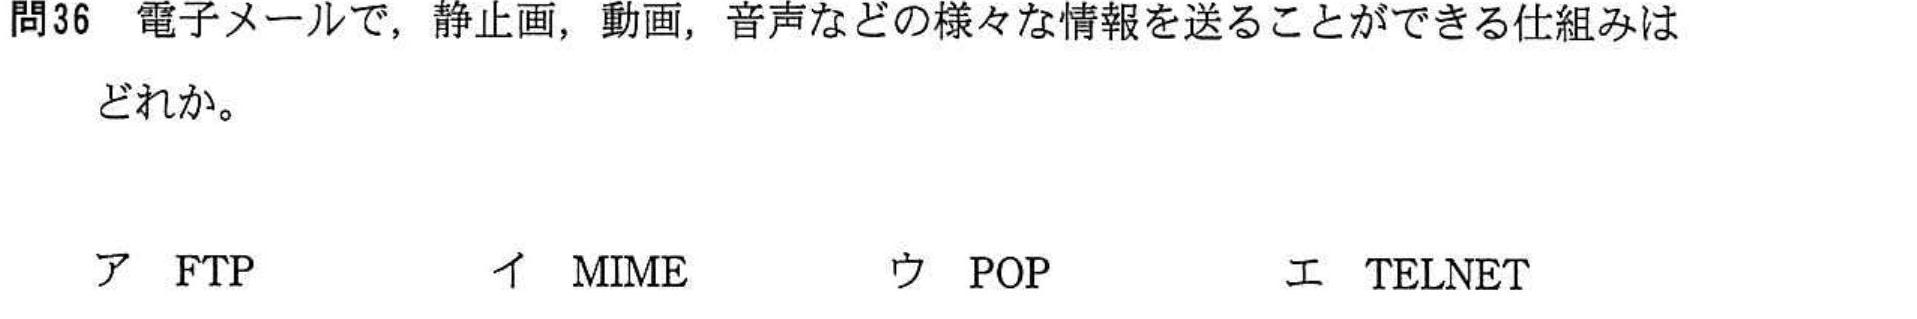 問36　電子メールで，静止画，動画，音声などの様々な情報を送ることができる仕組みは
どれか。
ア　FTP　　イ　MIME　　ウ　POP　　エ　TELNET